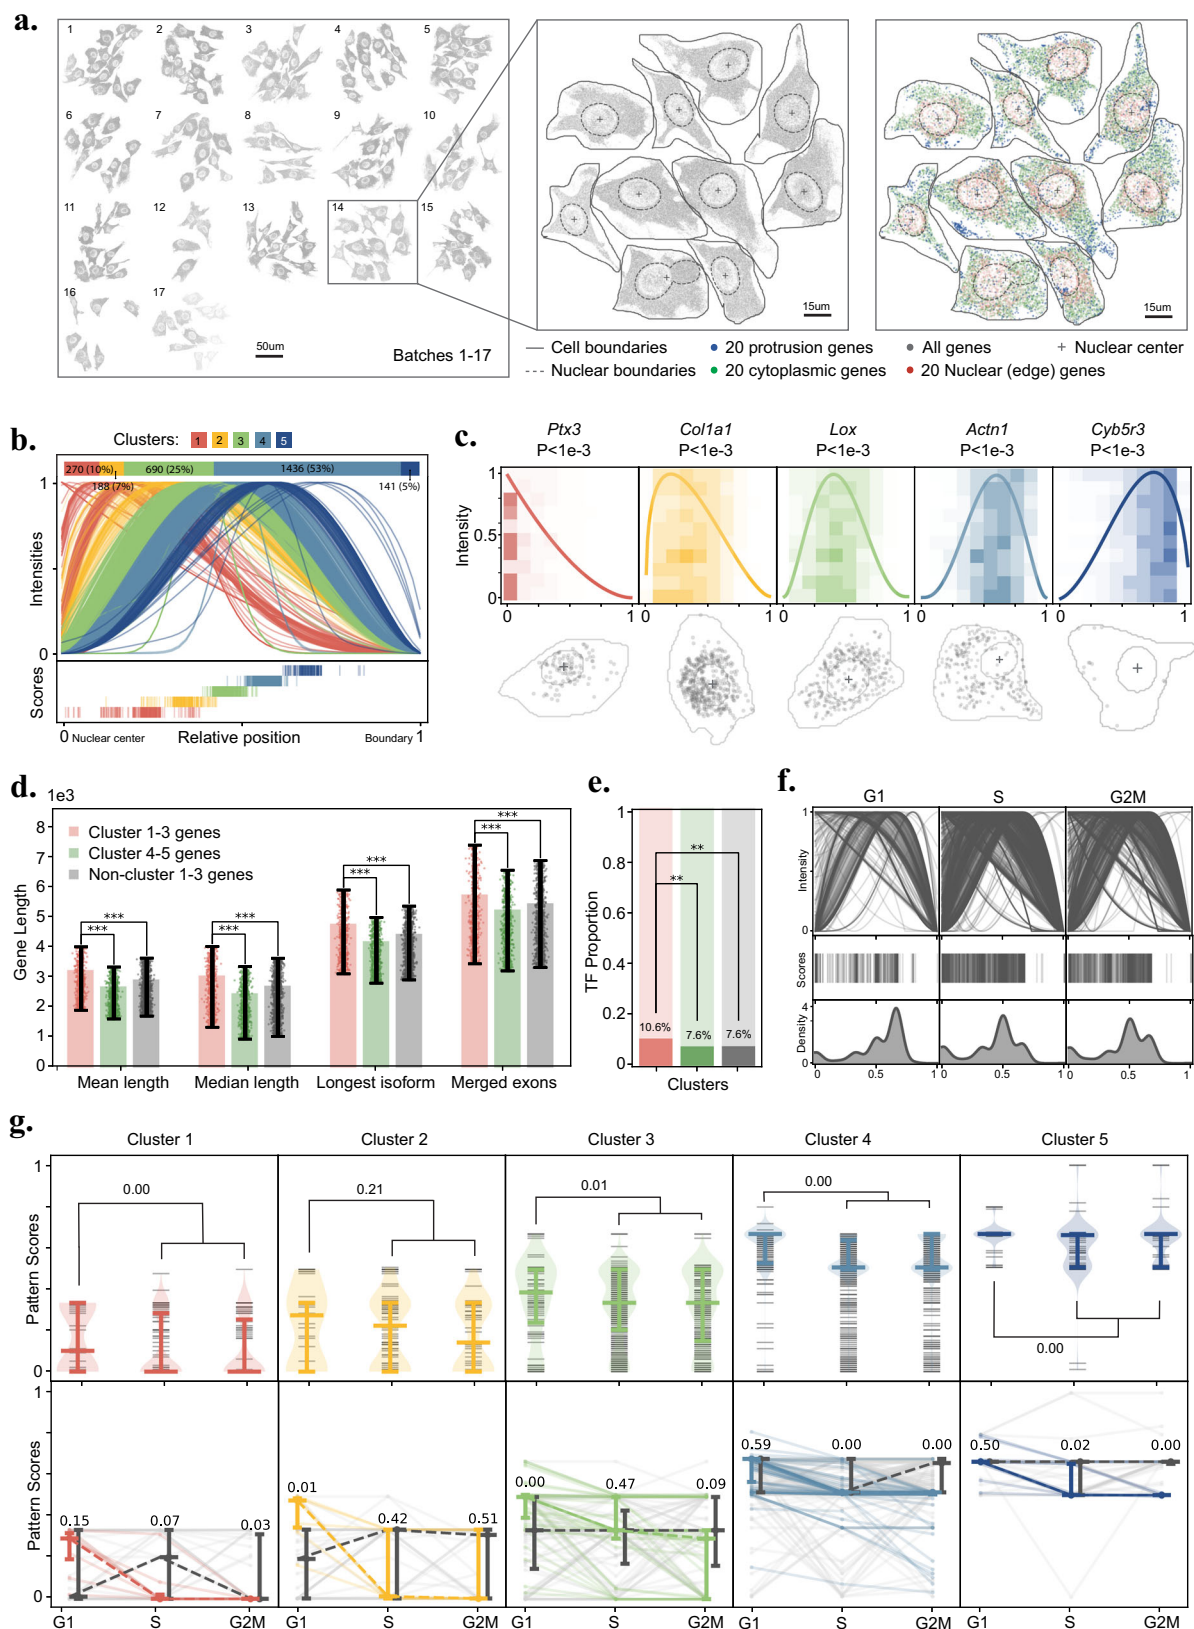 a.
1 2 3 4 5
6 7 8 9 10
11 12 13 14 15
16 17
50um
Batches 1-17
15um
15um
Cell boundaries
Nuclear boundaries
20 protrusion genes
20 cytoplasmic genes
All genes
20 Nuclear (edge) genes
Nuclear center
b.
Clusters: 1 2 3 4 5
270 (10%) 690 (25%) 1436 (53%)
188 (7%) 141 (5%)
1
Intensities
0
Scores
0 Nuclear center Relative position Boundary 1
c.
Ptx3 Col1a1 Lox Actn1 Cyb5r3
P<1e-3 P<1e-3 P<1e-3 P<1e-3 P<1e-3
1
Intensity
0.5
0
0 1 0 1 0 1 0 1 0 1
d.
1e3
8
7
6
5
4
3
2
1
0
Gene Length
Cluster 1-3 genes
Cluster 4-5 genes
Non-cluster 1-3 genes
*** *** *** ***
*** *** *** ***
Mean length Median length Longest isoform Merged exons
e.
1
0.8
0.6
0.4
0.2
0
TF Proportion
**
**
10.6% 7.6% 7.6%
Clusters
f.
G1 S G2M
1
Intensity
0
Scores
4
2
Density
0 0.5 1 0 0.5 1 0 0.5 1
g.
Cluster 1 Cluster 2 Cluster 3 Cluster 4 Cluster 5
1
Pattern Scores
0
0.00 0.21 0.01 0.00 0.00
1
Pattern Scores
0
0.15 0.07 0.03
0.01 0.42 0.51
0.00 0.47 0.09
0.59 0.00 0.00
0.50 0.02 0.00
G1 S G2M G1 S G2M G1 S G2M G1 S G2M G1 S G2M